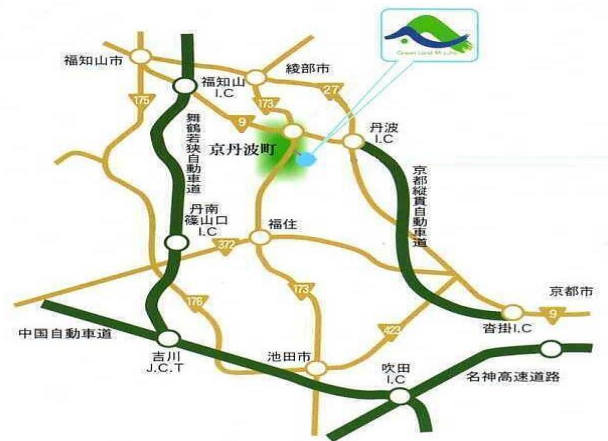 福知山市
福知山
I.C
綾部市
175
173
27
9
丹波
I.C
舞鶴若狭自動車道
京丹波町
京都縦貫自動車道
丹南
篠山口
I.C
福住
372
173
176
423
京都市
9
沓掛I.C
中国自動車道
吉川
J.C.T
池田市
吹田
I.C
名神高速道路